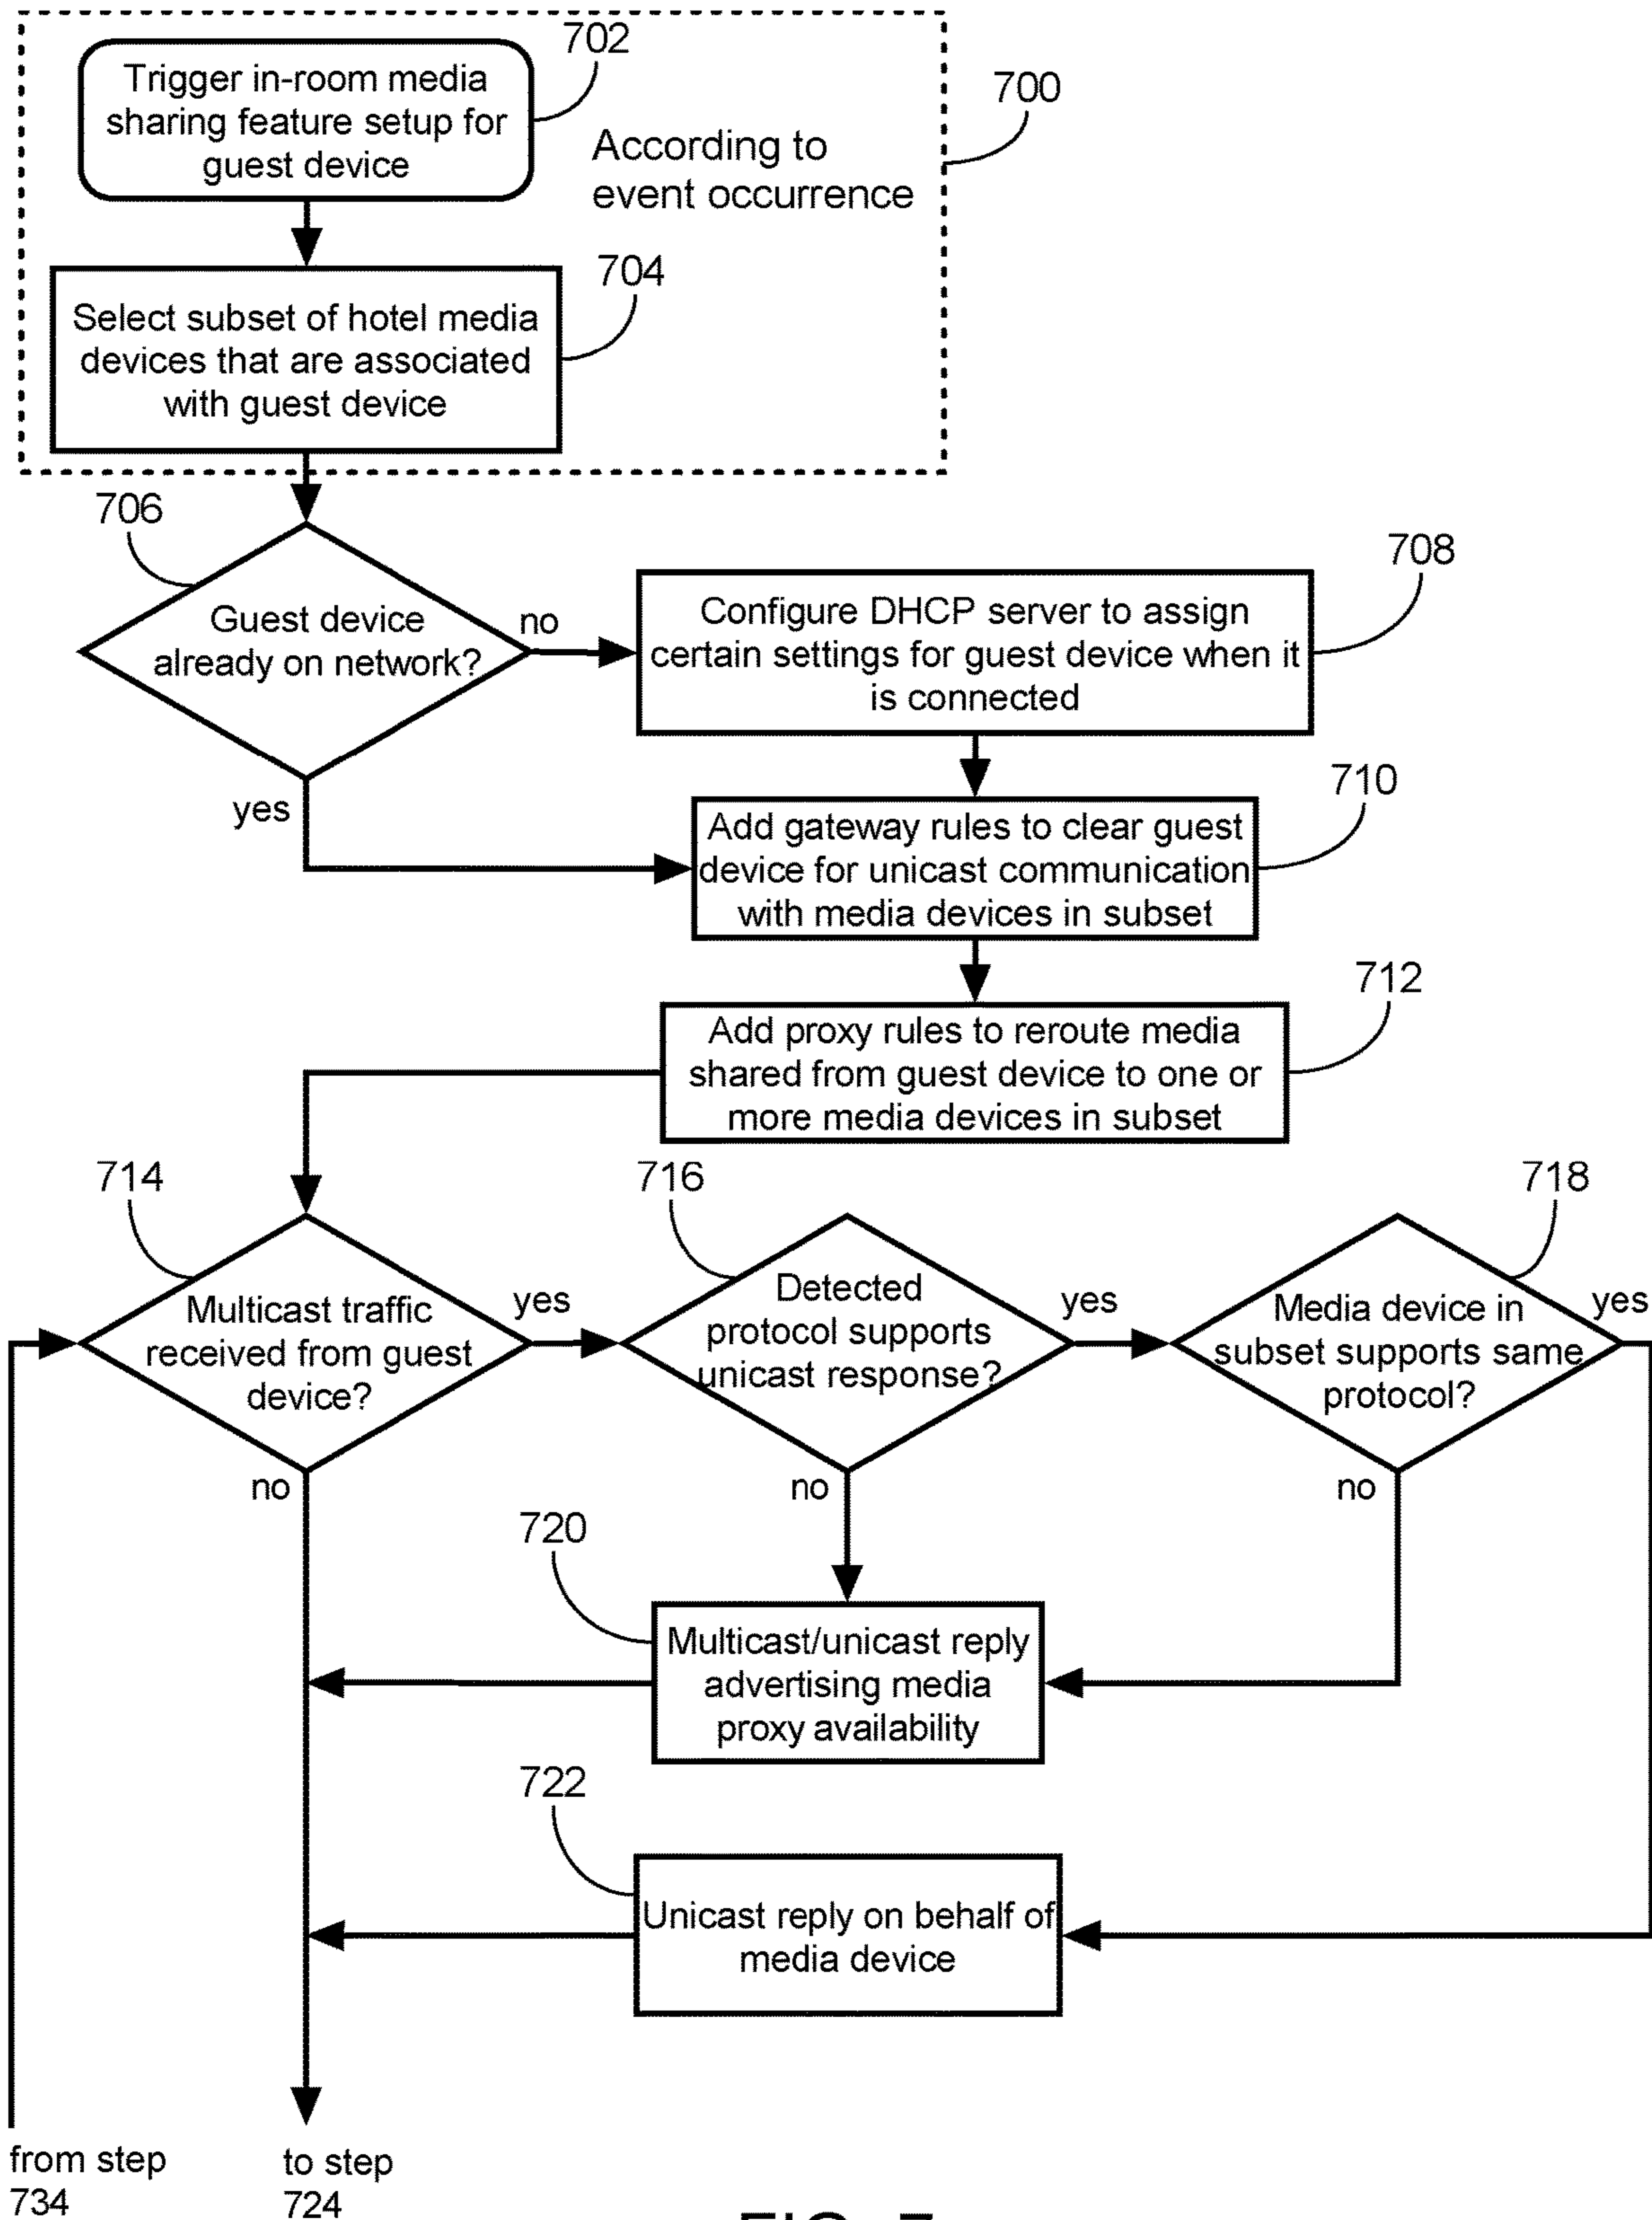 702
Trigger in-room media
sharing feature setup for
guest device
700
According to
event occurrence
704
Select subset of hotel media
devices that are associated
with guest device
706
Guest device
already on network?
no
yes
708
Configure DHCP server to assign
certain settings for guest device when it
is connected
710
Add gateway rules to clear guest
device for unicast communication
with media devices in subset
712
Add proxy rules to reroute media
shared from guest device to one or
more media devices in subset
714
Multicast traffic
received from guest
device?
yes
no
716
Detected
protocol supports
unicast response?
yes
no
718
Media device in
subset supports same
protocol?
yes
no
720
Multicast/unicast reply
advertising media
proxy availability
722
Unicast reply on behalf of
media device
from step
734
to step
724